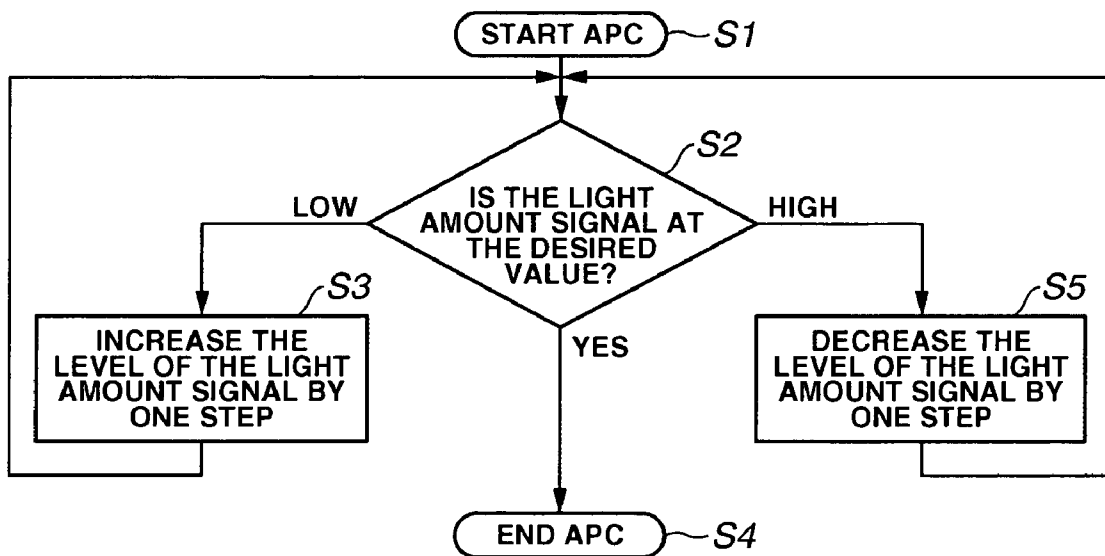 START APC
S1
S2
IS THE LIGHT
AMOUNT SIGNAL AT
THE DESIRED
VALUE?
LOW
HIGH
YES
S3
INCREASE THE
LEVEL OF THE LIGHT
AMOUNT SIGNAL BY
ONE STEP
S5
DECREASE THE
LEVEL OF THE LIGHT
AMOUNT SIGNAL BY
ONE STEP
END APC
S4